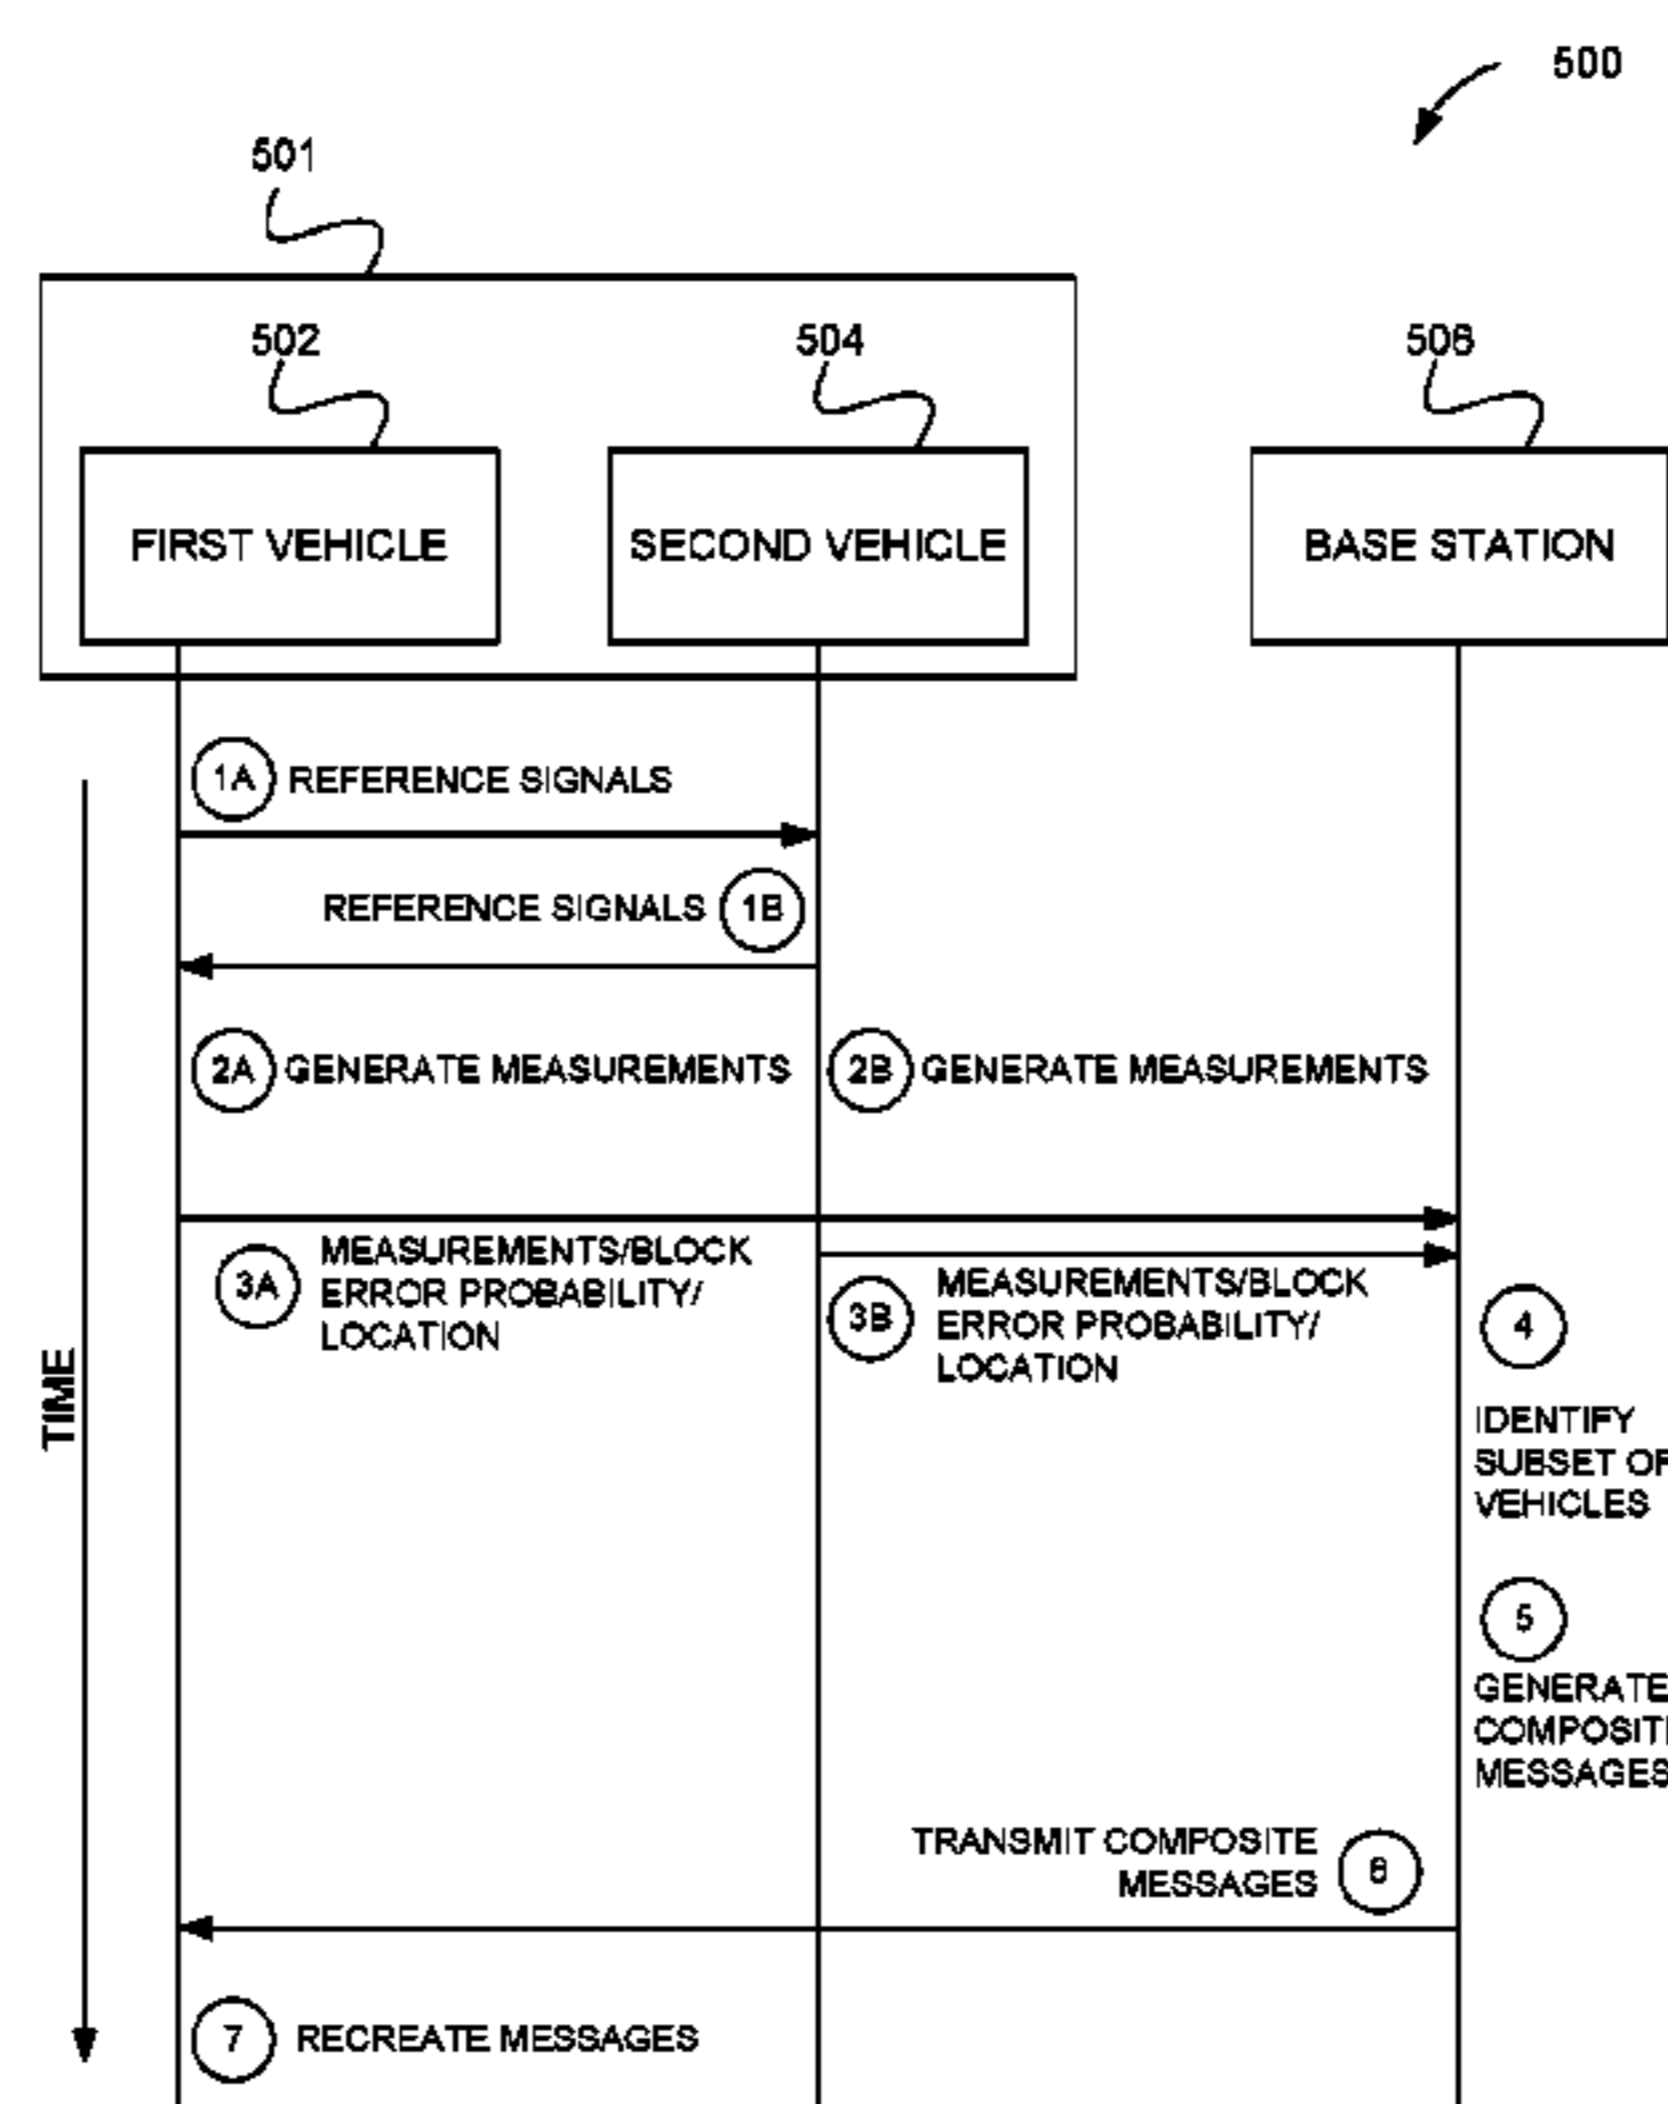 500
501
502
504
506
FIRST VEHICLE
SECOND VEHICLE
BASE STATION
1A REFERENCE SIGNALS
REFERENCE SIGNALS 1B
2A GENERATE MEASUREMENTS
2B GENERATE MEASUREMENTS
3A
MEASUREMENTS/BLOCK
ERROR PROBABILITY/
LOCATION
3B
MEASUREMENTS/BLOCK
ERROR PROBABILITY/
LOCATION
4
IDENTIFY
SUBSET OF
VEHICLES
5
GENERATE
COMPOSITE
MESSAGES
TRANSMIT COMPOSITE
MESSAGES
6
7 RECREATE MESSAGES
TIME